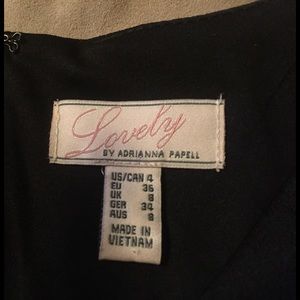 Lovely
BY ADRIANNA PAPELL
US/CAN 4
EU 36
UK 8
GER 34
AUS 8
MADE IN
VIETNAM